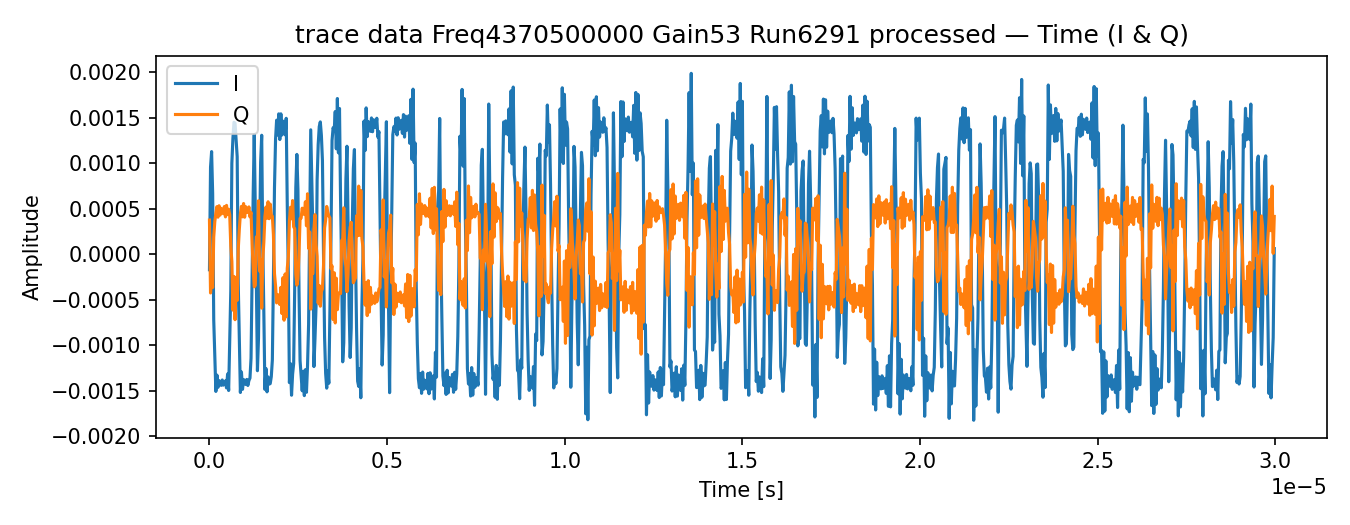 trace data Freq4370500000 Gain53 Run6291 processed — Time (I & Q)
I
Q
Amplitude
0.0020
0.0015
0.0010
0.0005
0.0000
−0.0005
−0.0010
−0.0015
−0.0020
0.0
0.5
1.0
1.5
2.0
2.5
3.0
1e−5
Time [s]